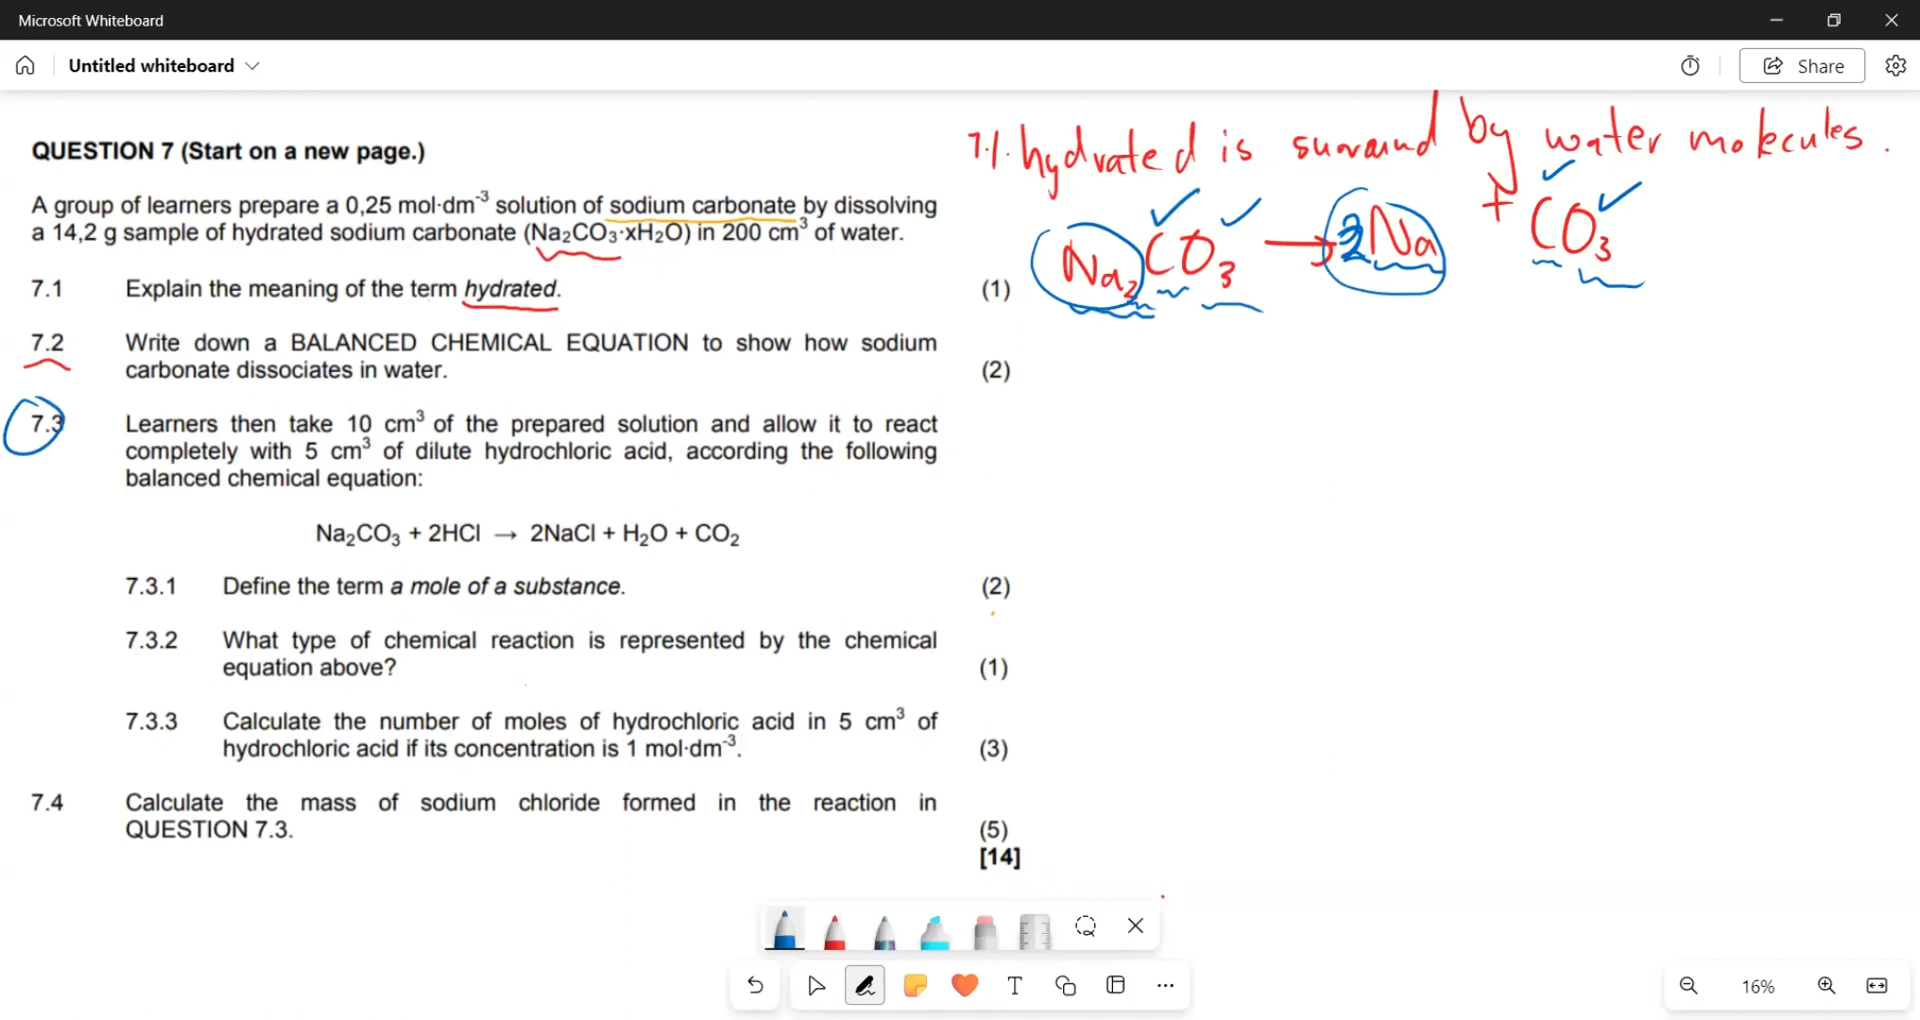 Microsoft Whiteboard
Untitled whiteboard
Share
QUESTION 7 (Start on a new page.)
A group of learners prepare a 0,25 mol·dm⁻³ solution of sodium carbonate by dissolving
a 14,2 g sample of hydrated sodium carbonate (Na₂CO₃·xH₂O) in 200 cm³ of water.
7.1 Explain the meaning of the term hydrated. (1)
7.2 Write down a BALANCED CHEMICAL EQUATION to show how sodium
carbonate dissociates in water. (2)
7.3 Learners then take 10 cm³ of the prepared solution and allow it to react
completely with 5 cm³ of dilute hydrochloric acid, according the following
balanced chemical equation:
Na₂CO₃ + 2HCl → 2NaCl + H₂O + CO₂
7.3.1 Define the term a mole of a substance. (2)
7.3.2 What type of chemical reaction is represented by the chemical
equation above? (1)
7.3.3 Calculate the number of moles of hydrochloric acid in 5 cm³ of
hydrochloric acid if its concentration is 1 mol·dm⁻³. (3)
7.4 Calculate the mass of sodium chloride formed in the reaction in
QUESTION 7.3. (5)
[14]
7.1. hydrated is suround by water molecules.
Na₂CO₃ → 2Na + CO₃
16%